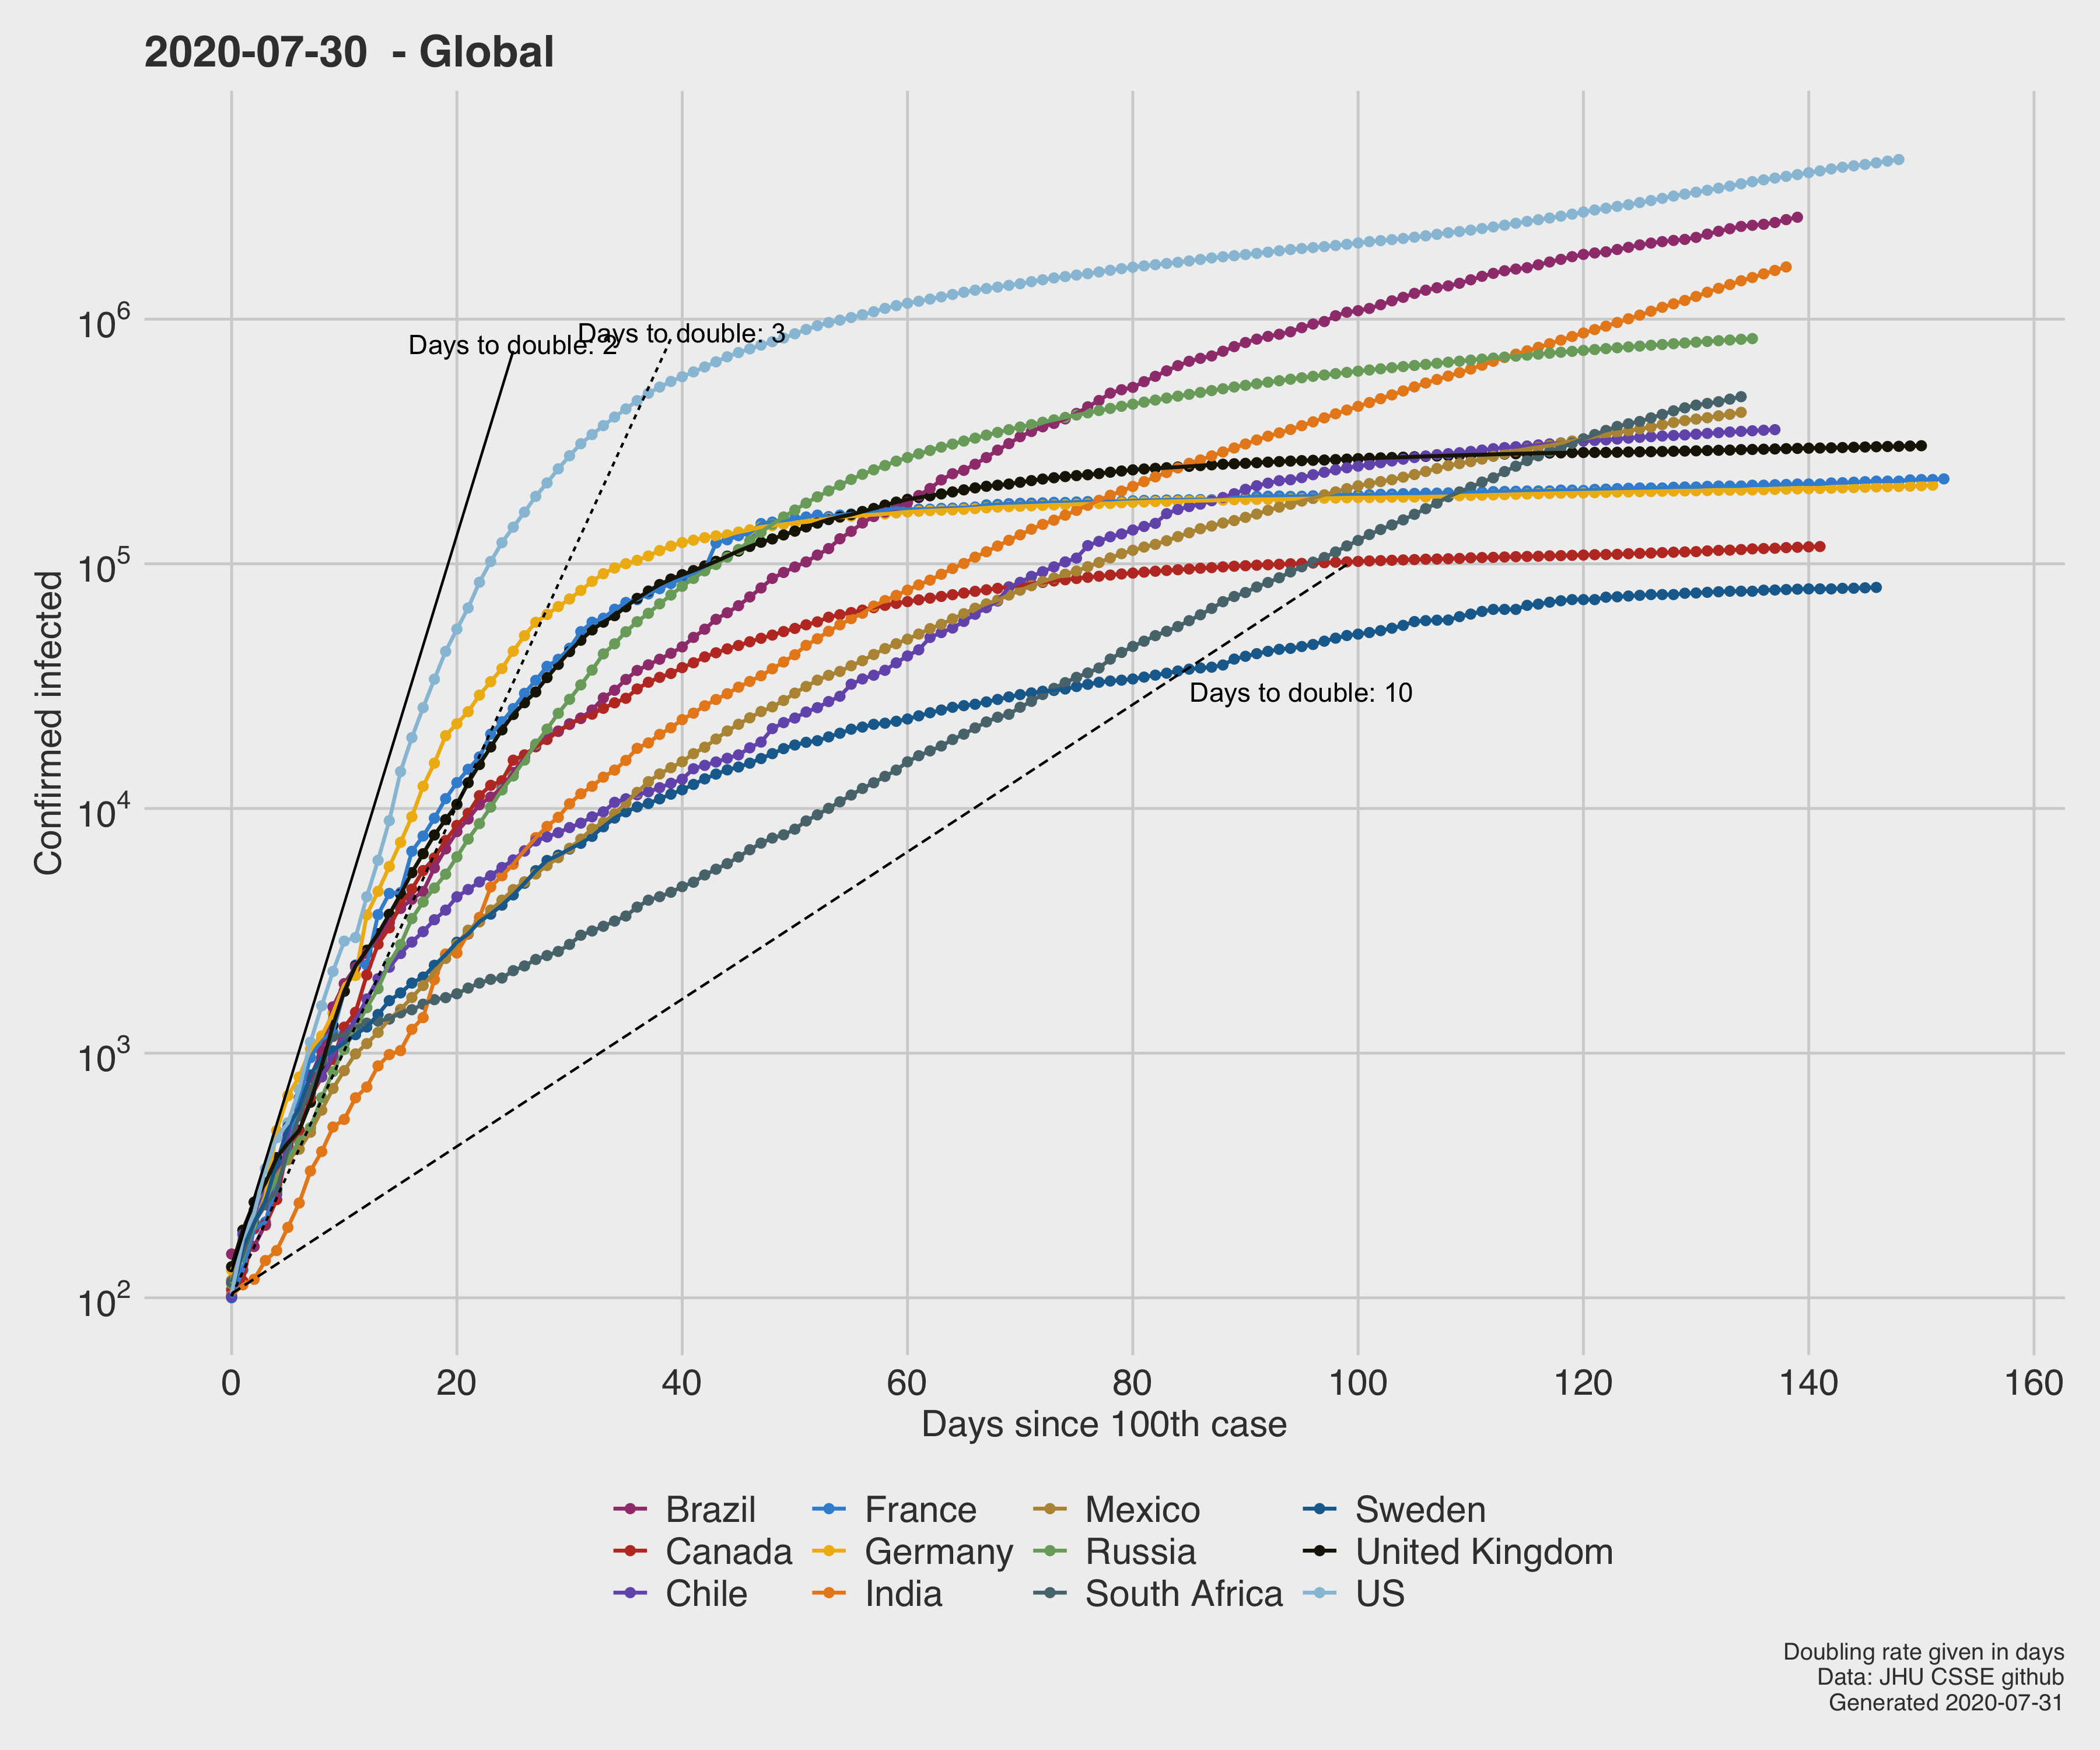 2020-07-30  - Global
Confirmed infected
10^6
10^5
10^4
10^3
10^2
Days to double: 2
Days to double: 3
Days to double: 10
0 20 40 60 80 100 120 140 160
Days since 100th case
Brazil France Mexico Sweden
Canada Germany Russia United Kingdom
Chile India South Africa US
Doubling rate given in days
Data: JHU CSSE github
Generated 2020-07-31